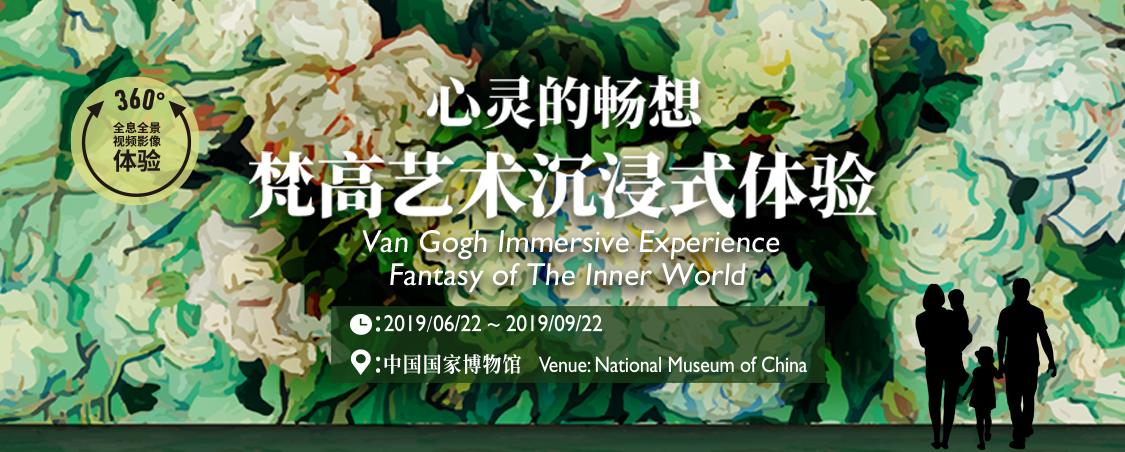 360°
全息全景
视频影像
体验
心灵的畅想
梵高艺术沉浸式体验
Van Gogh Immersive Experience
Fantasy of The Inner World
:2019/06/22 ~ 2019/09/22
:中国国家博物馆 Venue: National Museum of China